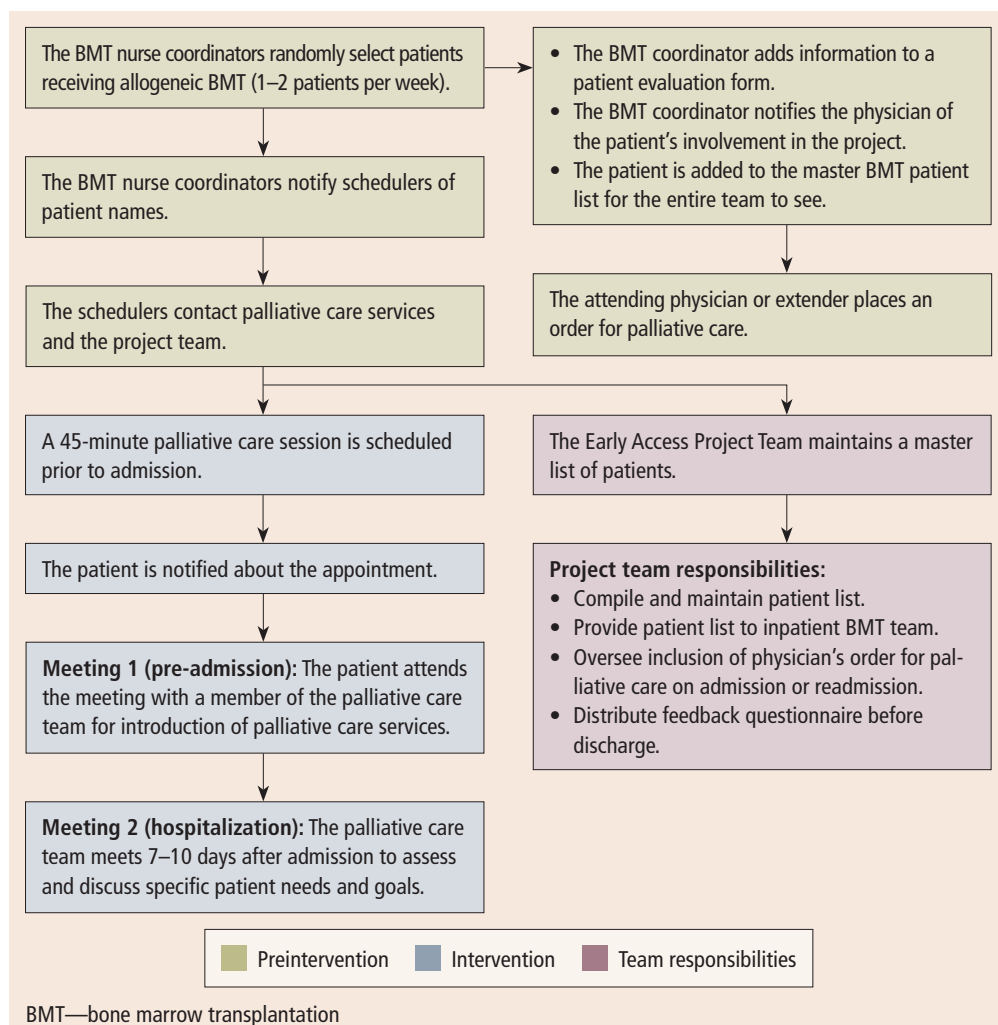 The BMT nurse coordinators randomly select patients
receiving allogeneic BMT (1–2 patients per week).
• The BMT coordinator adds information to a
patient evaluation form.
• The BMT coordinator notifies the physician of
the patient’s involvement in the project.
• The patient is added to the master BMT patient
list for the entire team to see.
The BMT nurse coordinators notify schedulers of
patient names.
The schedulers contact palliative care services
and the project team.
The attending physician or extender places an
order for palliative care.
A 45-minute palliative care session is scheduled
prior to admission.
The Early Access Project Team maintains a master
list of patients.
The patient is notified about the appointment.
Project team responsibilities:
• Compile and maintain patient list.
• Provide patient list to inpatient BMT team.
• Oversee inclusion of physician’s order for pal-
liative care on admission or readmission.
• Distribute feedback questionnaire before
discharge.
Meeting 1 (pre-admission): The patient attends
the meeting with a member of the palliative care
team for introduction of palliative care services.
Meeting 2 (hospitalization): The palliative care
team meets 7–10 days after admission to assess
and discuss specific patient needs and goals.
Preintervention
Intervention
Team responsibilities
BMT—bone marrow transplantation